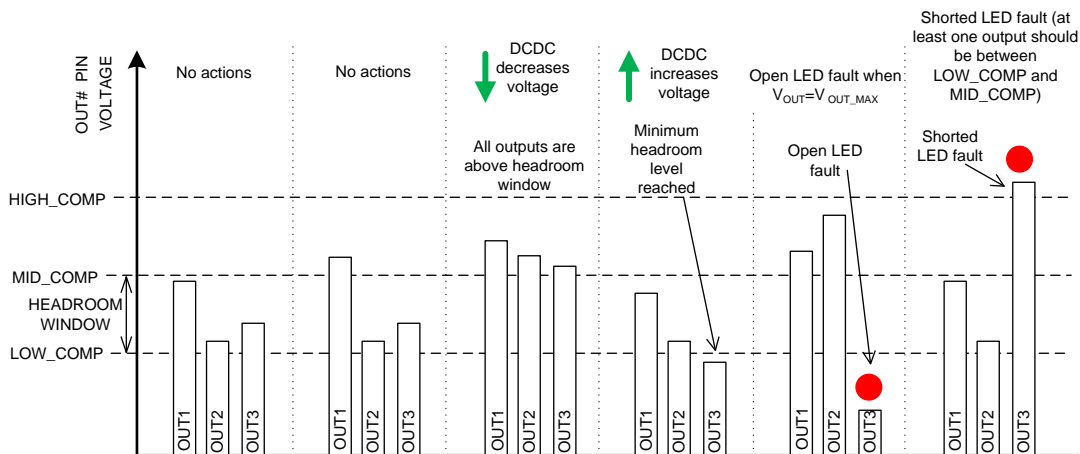 OUT# PIN
VOLTAGE
HIGH_COMP
MID_COMP
HEADROOM
WINDOW
LOW_COMP
No actions
OUT1
OUT2
OUT3
No actions
OUT1
OUT2
OUT3
DCDC
decreases
voltage
All outputs are
above headroom
window
OUT1
OUT2
OUT3
DCDC
increases
voltage
Minimum
headroom
level
reached
OUT1
OUT2
OUT3
Open LED fault when
VOUT=VOUT_MAX
Open LED
fault
OUT1
OUT2
OUT3
Shorted LED fault (at
least one output should
be between
LOW_COMP and
MID_COMP)
Shorted
LED fault
OUT1
OUT2
OUT3